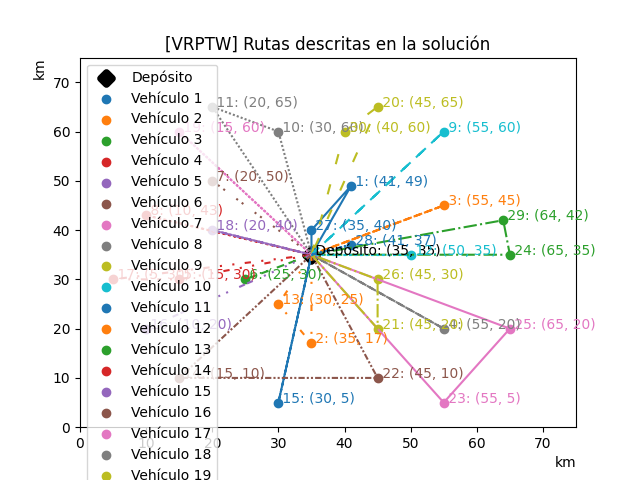 [VRPTW] Rutas descritas en la solución
km
70
60
50
40
30
20
10
0
0
10
20
30
40
50
60
70
km
Depósito
Vehículo 1
Vehículo 2
Vehículo 3
Vehículo 4
Vehículo 5
Vehículo 6
Vehículo 7
Vehículo 8
Vehículo 9
Vehículo 10
Vehículo 11
Vehículo 12
Vehículo 13
Vehículo 14
Vehículo 15
Vehículo 16
Vehículo 17
Vehículo 18
Vehículo 19
11: (20, 65)
20: (45, 65)
10: (30, 60)
(40, 60)
9: (55, 60)
(15, 60)
7: (20, 50)
1: (41, 49)
3: (55, 45)
(10, 43)
29: (64, 42)
18: (20, 40)
27: (35, 40)
28: (41, 37)
Depósito: (35, 35)
(50, 35)
24: (65, 35)
(25, 30)
26: (45, 30)
13: (30, 25)
21: (45, 20)
4: (55, 20)
25: (65, 20)
2: (35, 17)
(15, 10)
22: (45, 10)
15: (30, 5)
23: (55, 5)